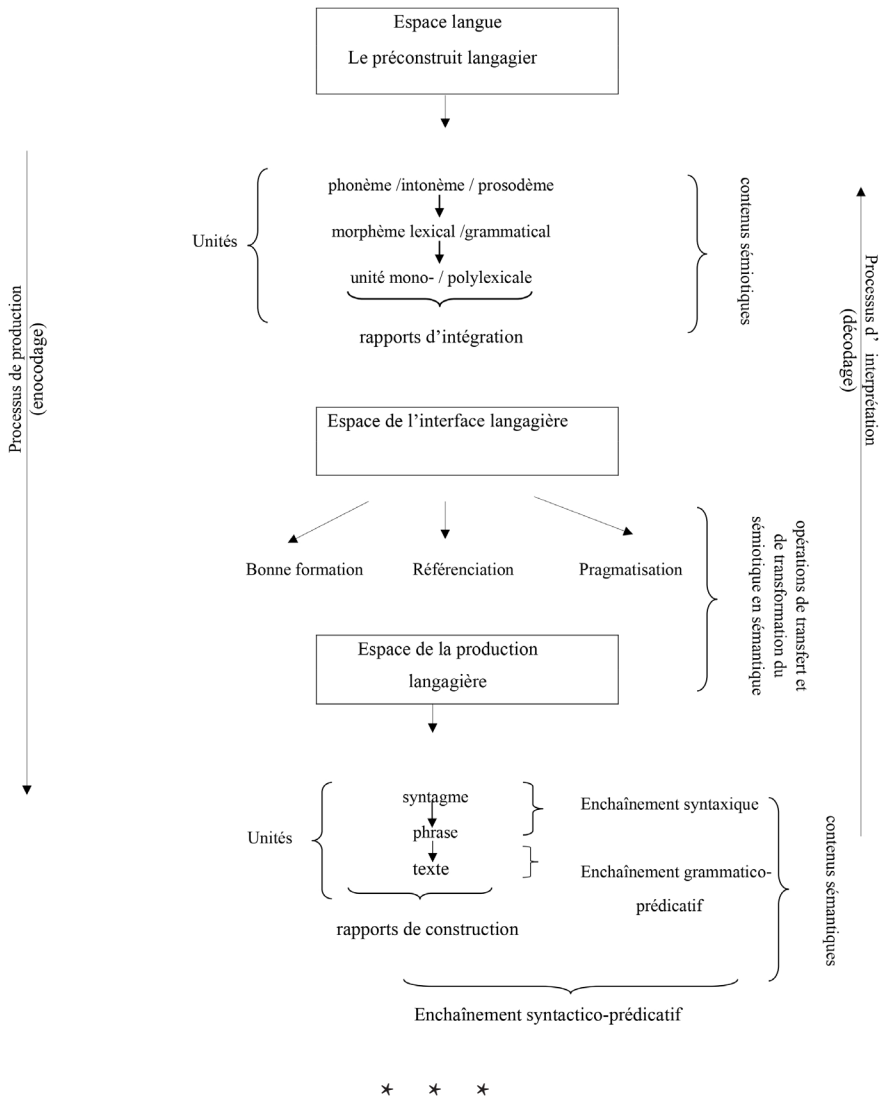 Espace langue
Le préconstruit langagier
Processus de production
(enocodage)
Unités
phonème /intonème / prosodème
morphème lexical /grammatical
unité mono- / polylexicale
rapports d’intégration
contenus sémiotiques
Processus d’ interprétation
(décodage)
Espace de l’interface langagière
Bonne formation
Référenciation
Pragmatisation
opérations de transfert et
de transformation du
sémiotique en sémantique
Espace de la production
langagière
Unités
syntagme
phrase
texte
rapports de construction
Enchaînement syntaxique
Enchaînement grammatico-
prédicatif
contenus sémantiques
Enchaînement syntactico-prédicatif
* * *